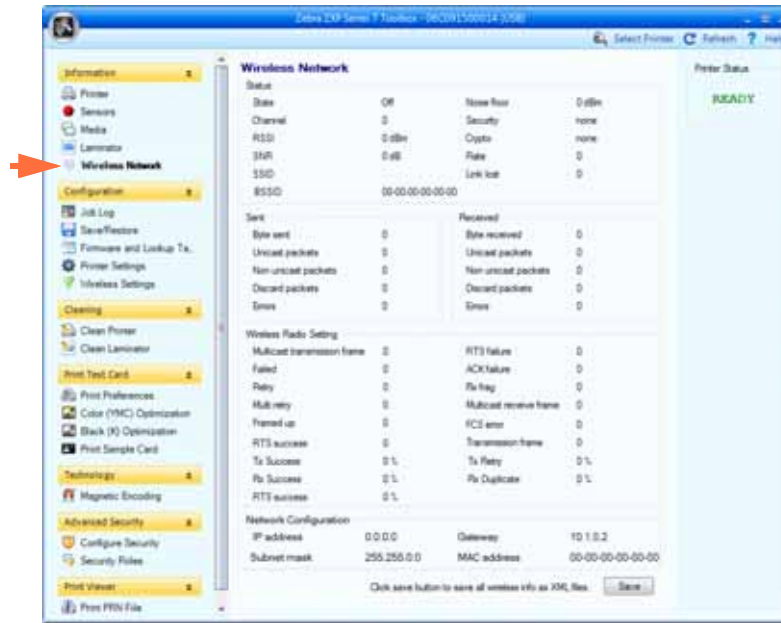 Zebra ZXP Series 7 Toolbox - 06C091500014 (USB)
Select Printer Refresh ? Help
Information
Printer
Sensors
Media
Laminator
Wireless Network
Configuration
Job Log
Save/Restore
Firmware and Lookup Ta..
Printer Settings
Wireless Settings
Cleaning
Clean Printer
Clean Laminator
Print Test Card
Print Preferences
Color (YMC) Optimization
Black (K) Optimization
Print Sample Card
Technology
Magnetic Encoding
Advanced Security
Configure Security
Security Roles
Print Viewer
Print PRN File
Wireless Network
Status
State Off Noise floor 0 dBm
Channel 0 Security none
RSSI 0 dBm Crypto none
SNR 0 dB Rate 0
SSID Link lost 0
BSSID 00-00-00-00-00-00
Sent Received
Byte sent 0 Byte received 0
Unicast packets 0 Unicast packets 0
Non unicast packets 0 Non unicast packets 0
Discard packets 0 Discard packets 0
Errors 0 Errors 0
Wireless Radio Setting
Multicast transmission frame 0 RTS failure 0
Failed 0 ACK failure 0
Retry 0 Rx frag 0
Multi retry 0 Multicast receive frame 0
Framed up 0 FCS error 0
RTS success 0 Transmission frame 0
Tx Success 0 % Tx Retry 0 %
Rx Success 0 % Rx Duplicate 0 %
RTS success 0 %
Network Configuration
IP address 0.0.0.0 Gateway 10.1.0.2
Subnet mask 255.255.0.0 MAC address 00-00-00-00-00-00
Click save button to save all wireless info as XML files. Save
Printer Status
READY